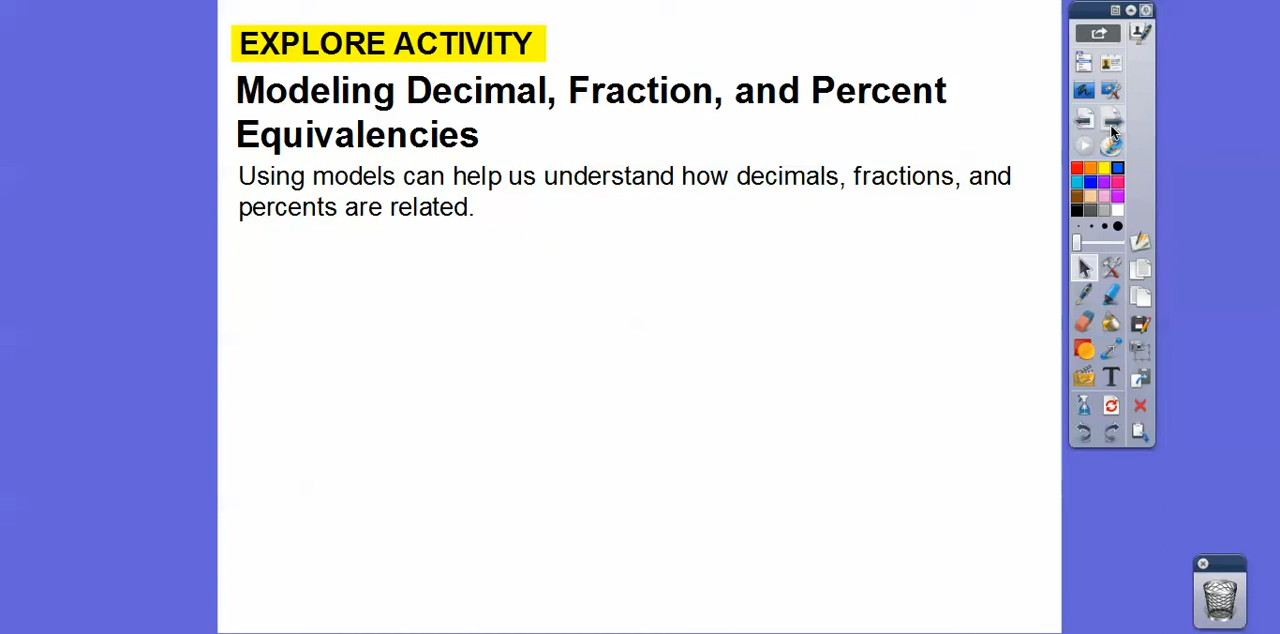 EXPLORE ACTIVITY
Modeling Decimal, Fraction, and Percent
Equivalencies
Using models can help us understand how decimals, fractions, and
percents are related.